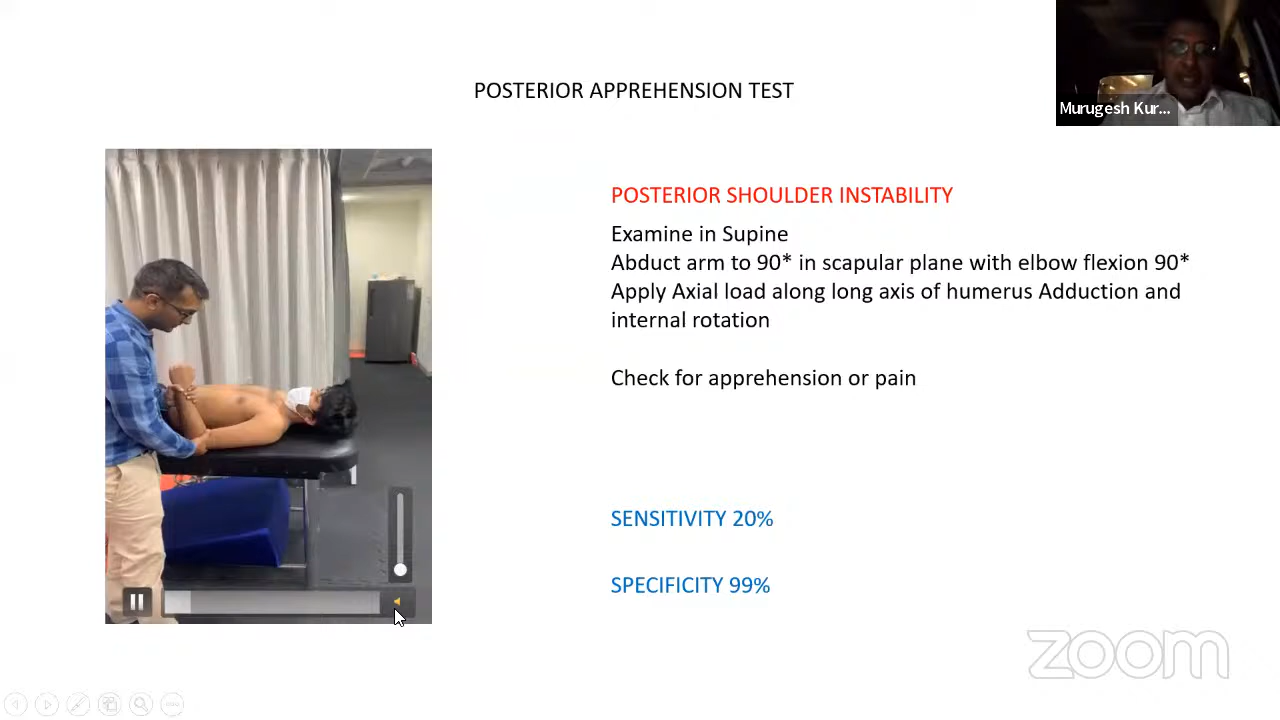 POSTERIOR APPREHENSION TEST
Murugesh Kur...
POSTERIOR SHOULDER INSTABILITY
Examine in Supine
Abduct arm to 90* in scapular plane with elbow flexion 90*
Apply Axial load along long axis of humerus Adduction and
internal rotation
Check for apprehension or pain
SENSITIVITY 20%
SPECIFICITY 99%
zoom